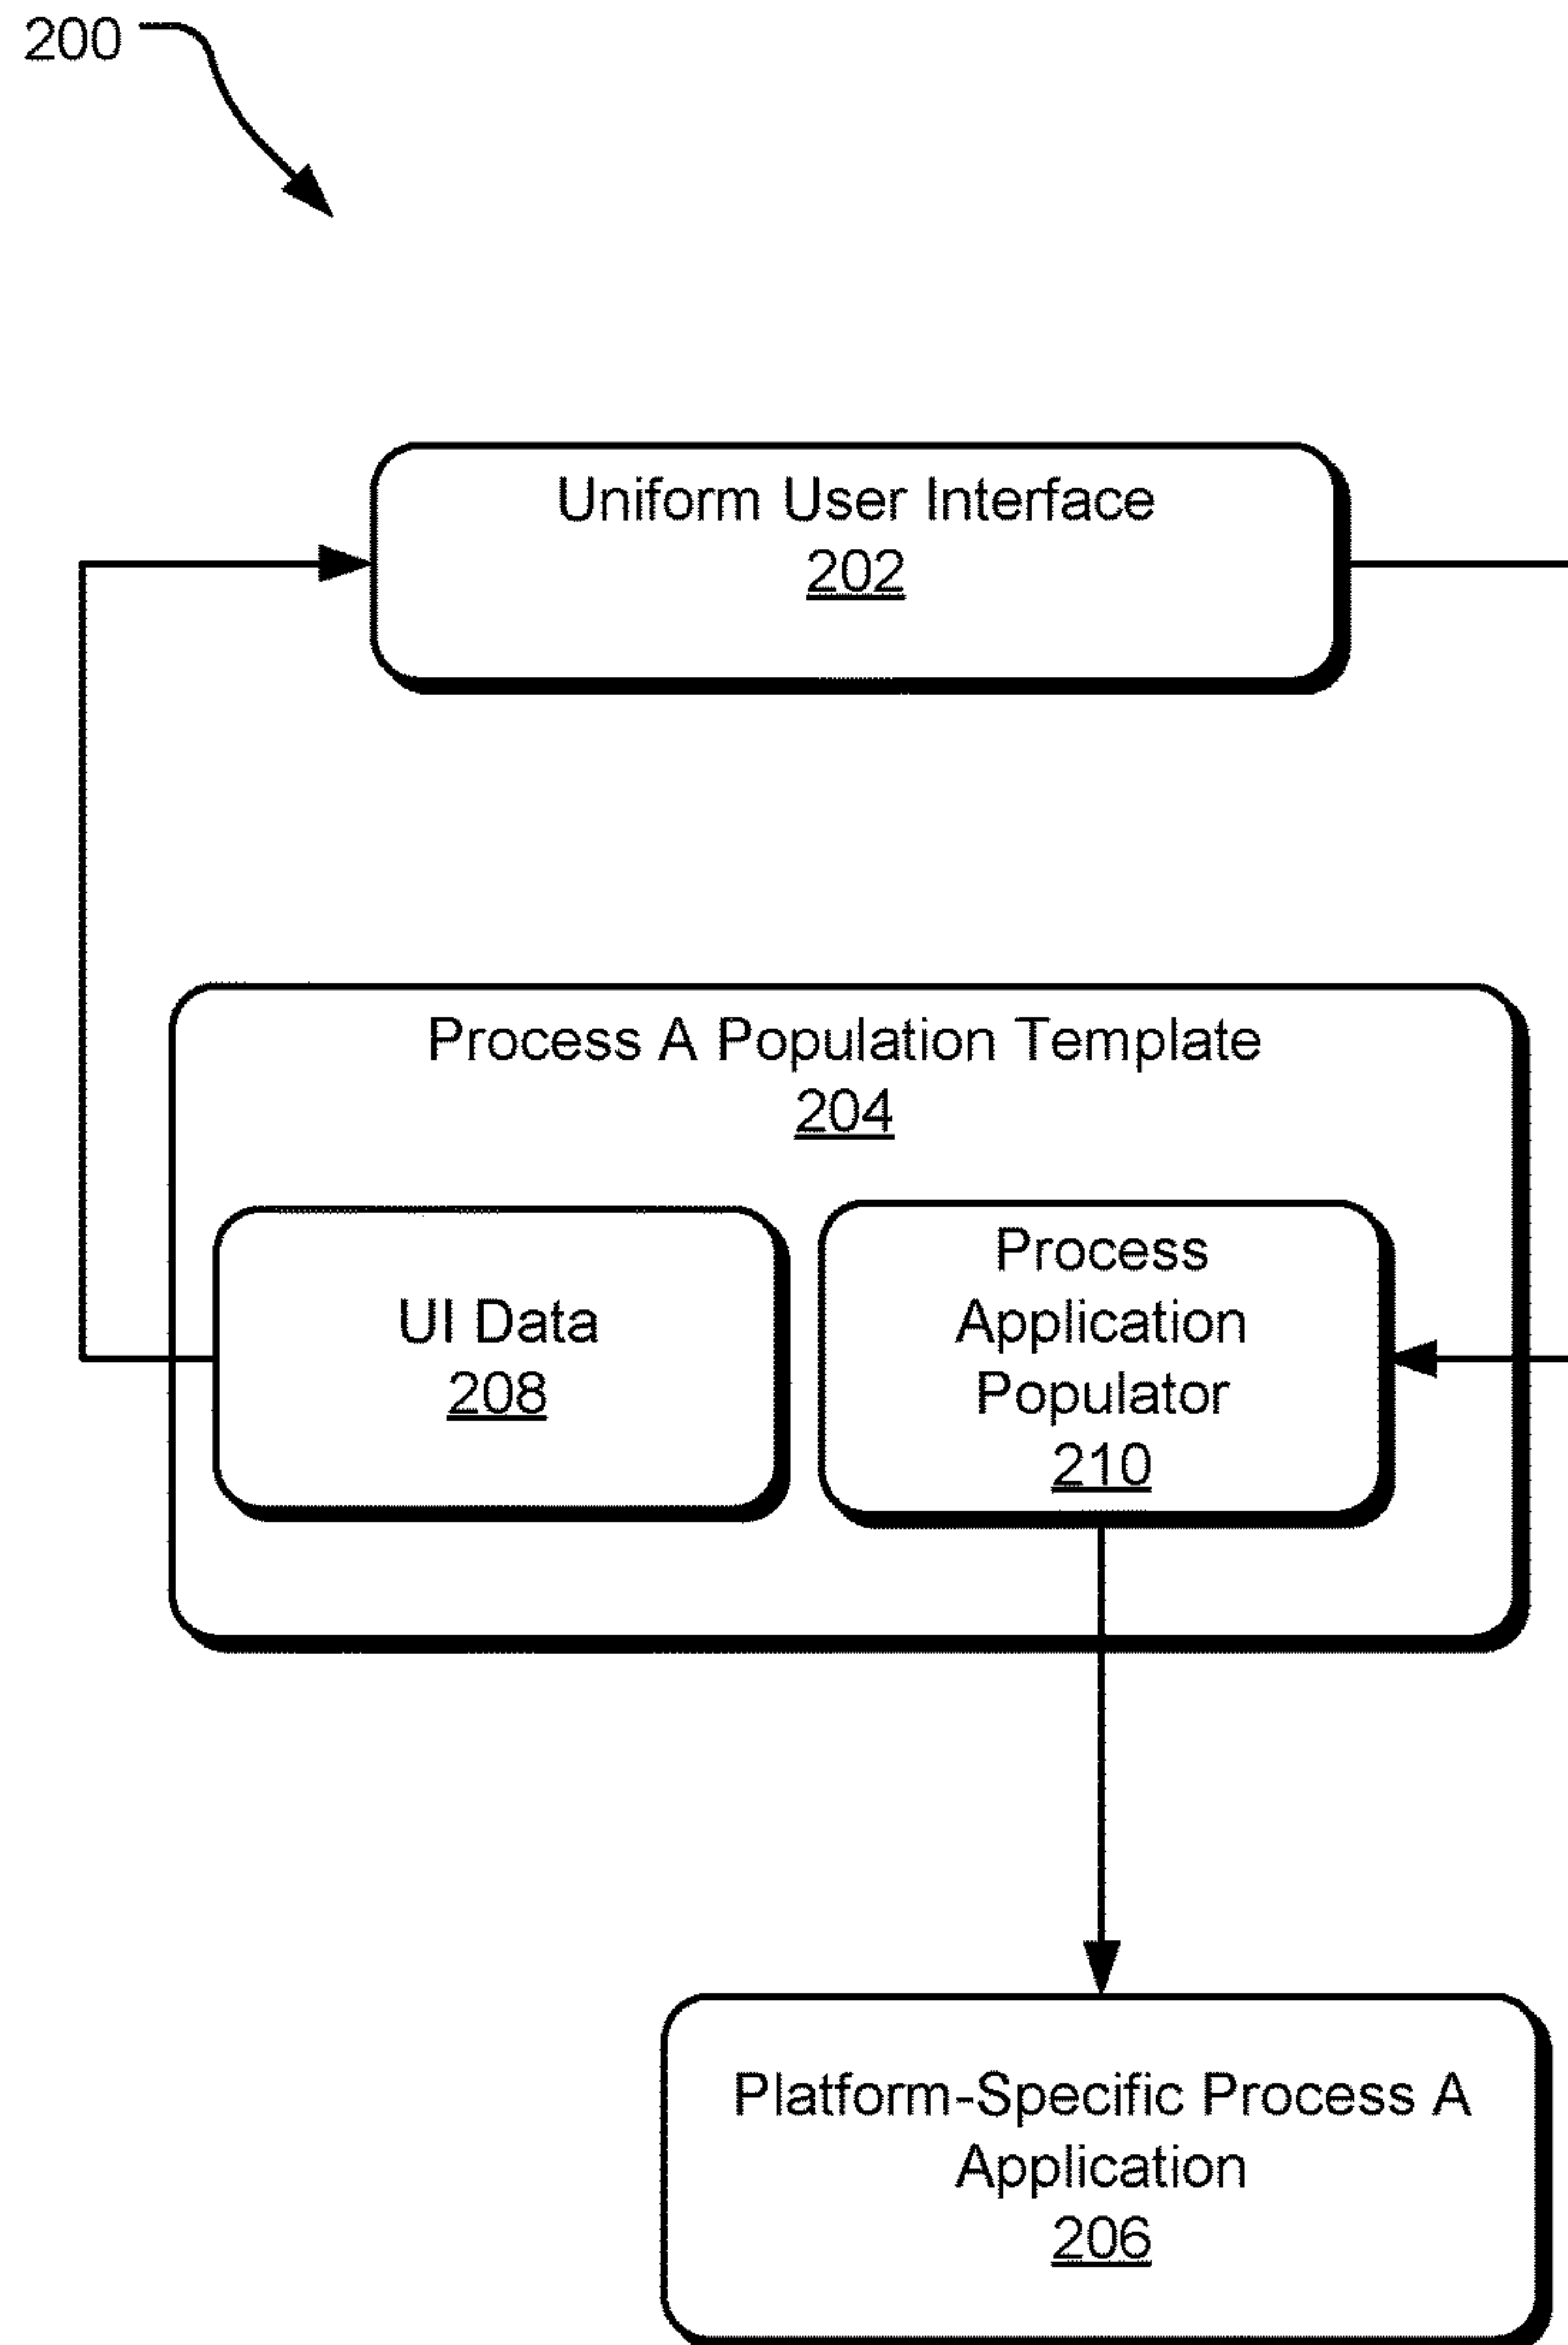 200
Uniform User Interface
202
Process A Population Template
204
UI Data
208
Process
Application
Populator
210
Platform-Specific Process A
Application
206